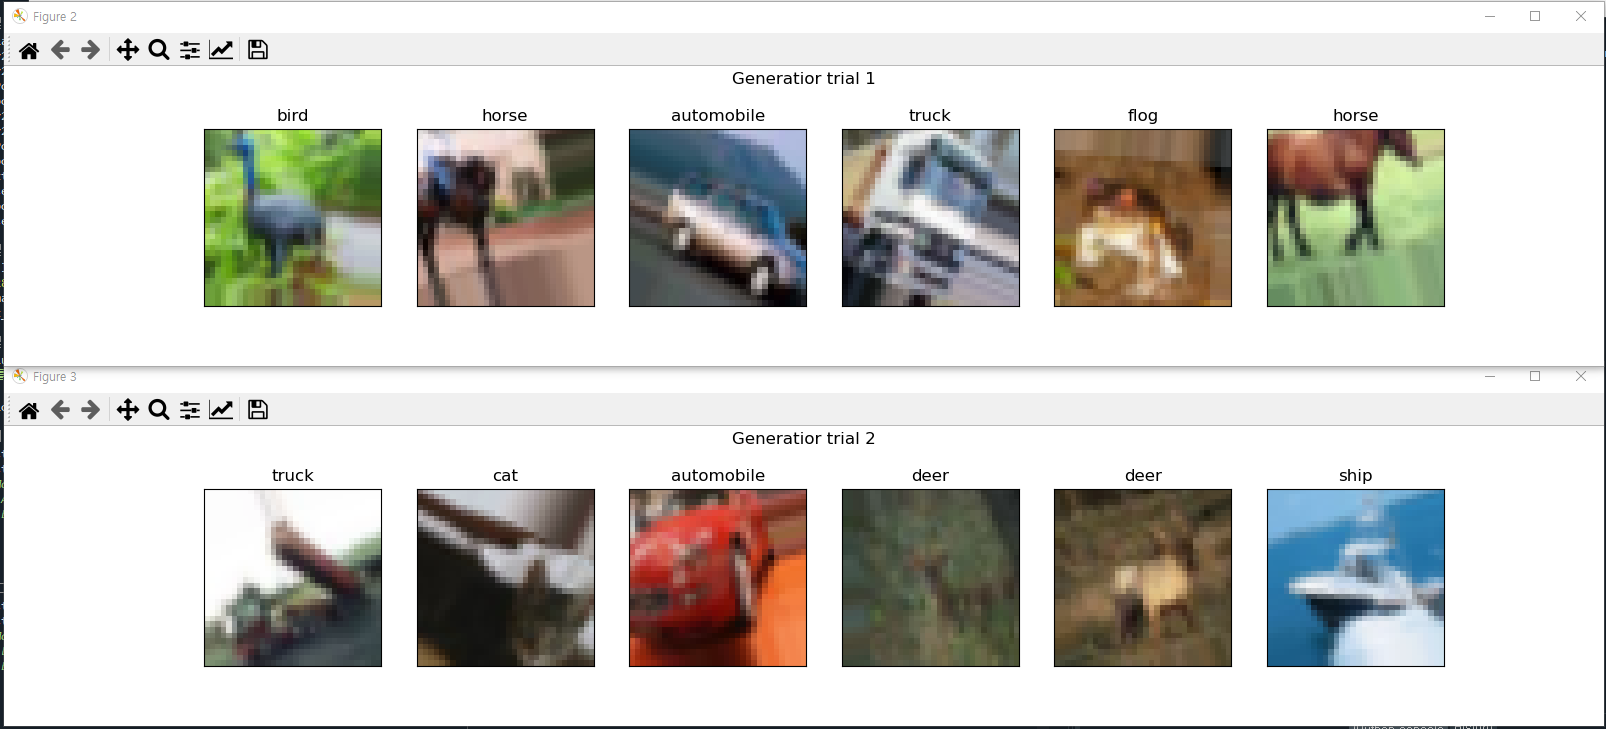 Figure 2
Generatior trial 1
bird horse automobile truck flog horse
Figure 3
Generatior trial 2
truck cat automobile deer deer ship